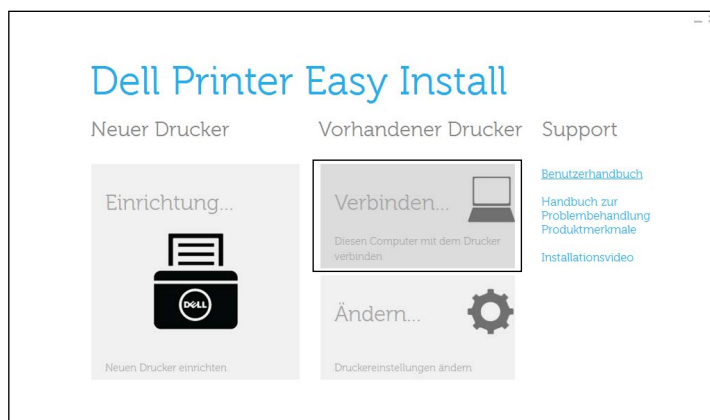 Dell Printer Easy Install
Neuer Drucker
Vorhandener Drucker
Support
Einrichtung...
DELL
Neuen Drucker einrichten
Verbinden...
Diesen Computer mit dem Drucker
verbinden
Ändern...
Druckereinstellungen ändern
Benutzerhandbuch
Handbuch zur
Problembehandlung
Produktmerkmale
Installationsvideo